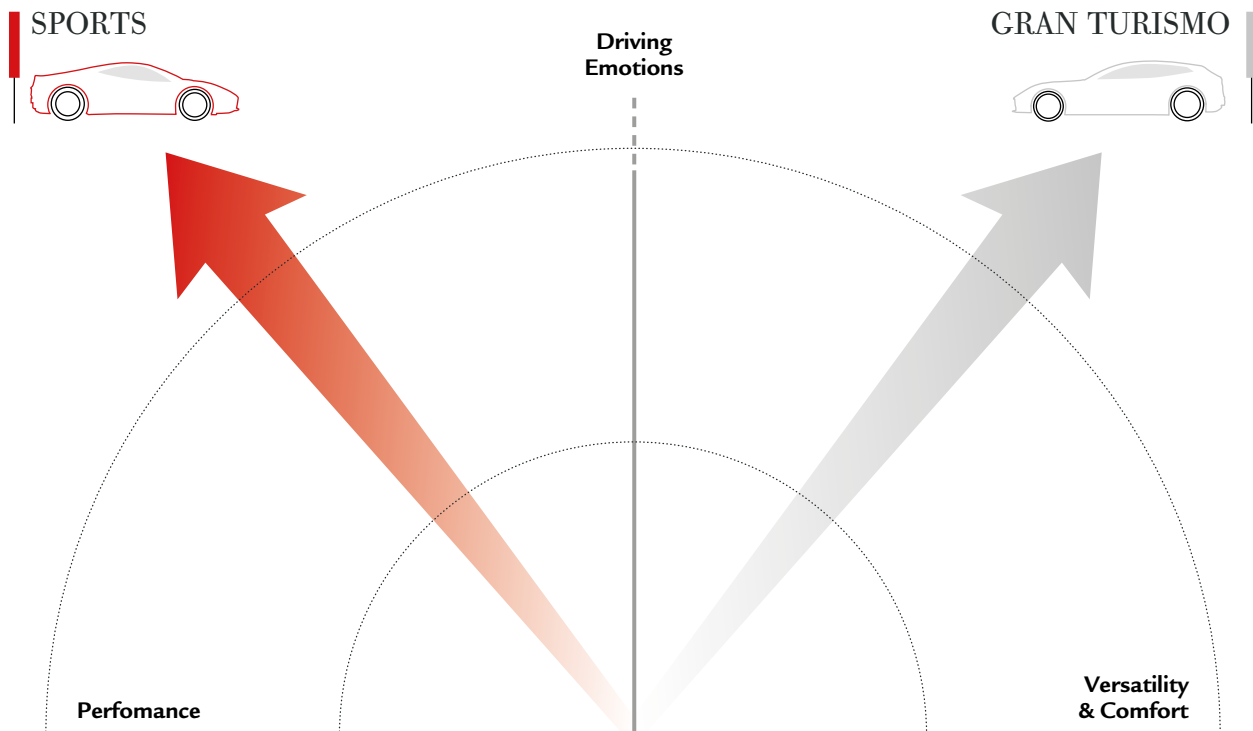 SPORTS
GRAN TURISMO
Driving
Emotions
Perfomance
Versatility
& Comfort